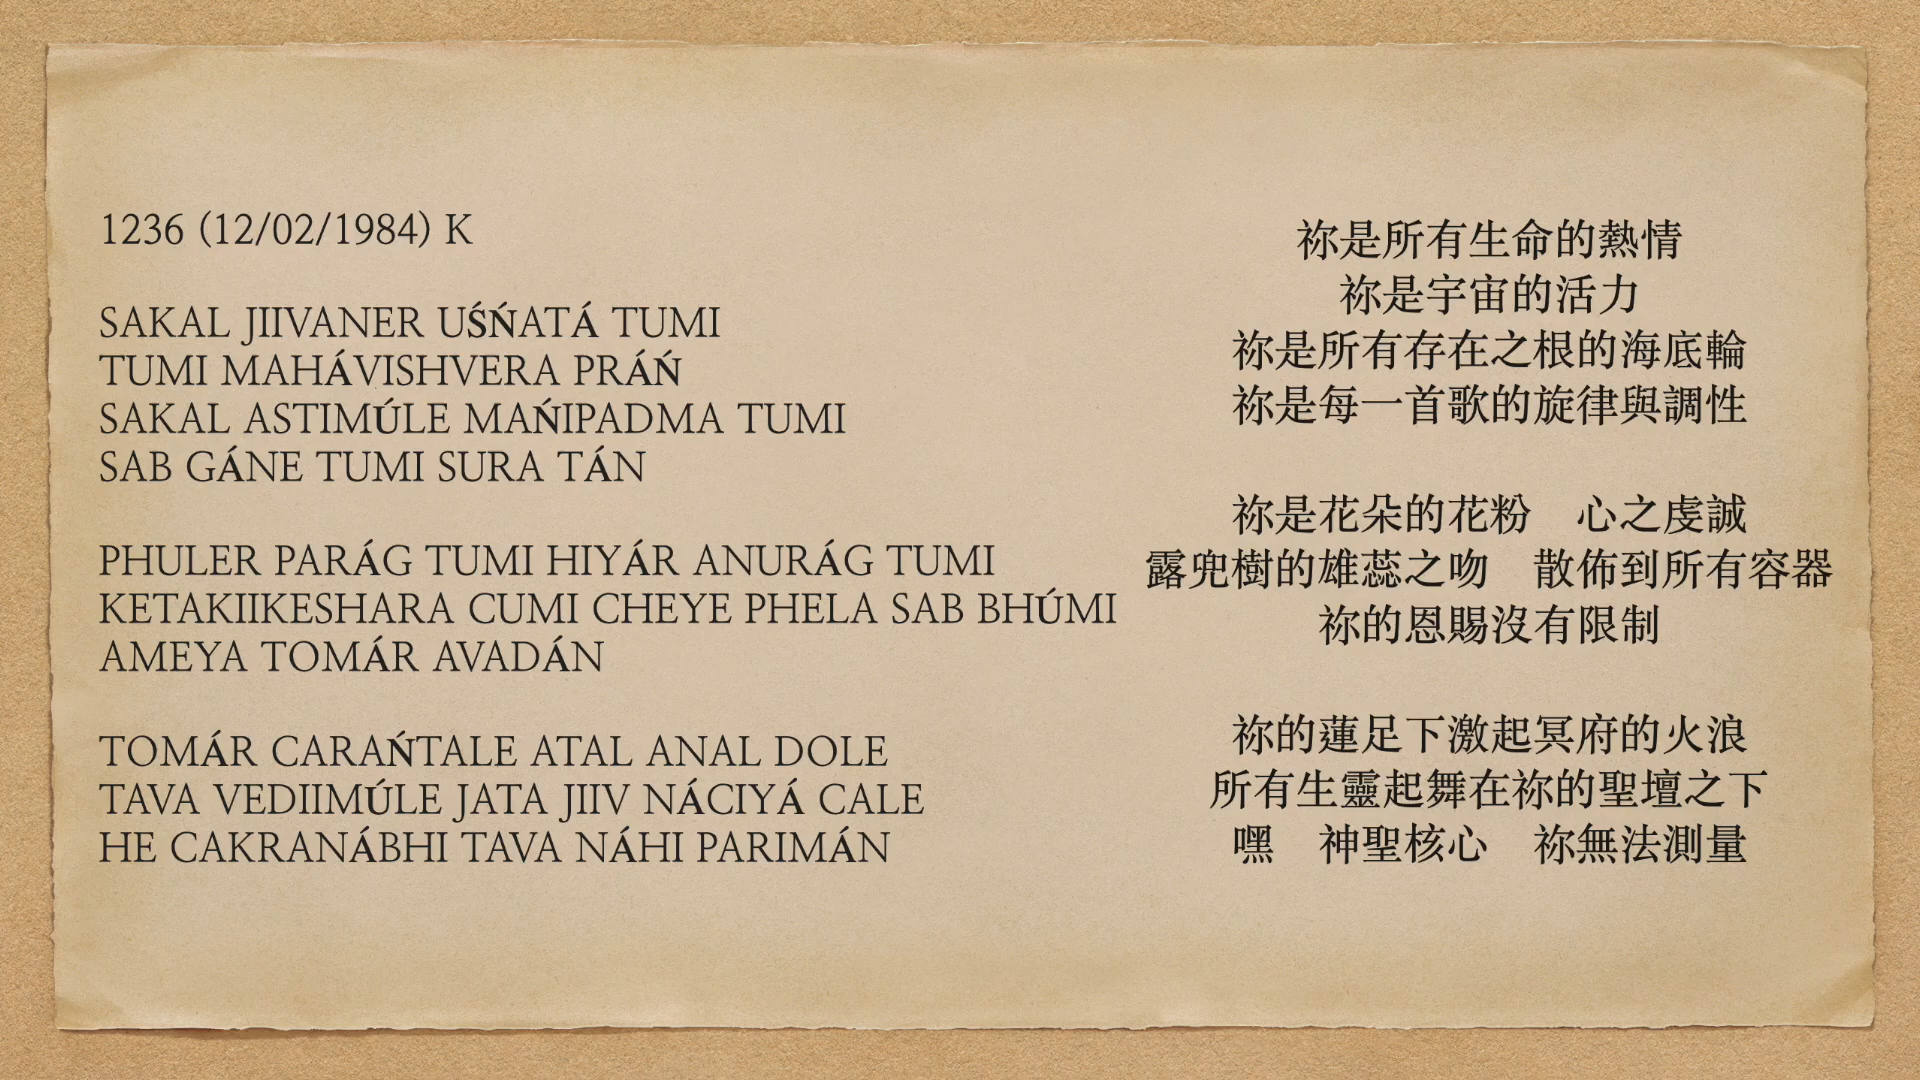 1236 (12/02/1984) K
SAKAL JIIVANER UŚŃATÁ TUMI
TUMI MAHÁVISHVERA PRÁŃ
SAKAL ASTIMÚLE MAŃIPADMA TUMI
SAB GÁNE TUMI SURA TÁN
PHULER PARÁG TUMI HIYÁR ANURÁG TUMI
KETAKIIKESHARA CUMI CHEYE PHELA SAB BHÚMI
AMEYA TOMÁR AVADÁN
TOMÁR CARAŃTALE ATAL ANAL DOLE
TAVA VEDIIMÚLE JATA JIIV NÁCIYÁ CALE
HE CAKRANÁBHI TAVA NÁHI PARIMÁN
祢是所有生命的熱情
祢是宇宙的活力
祢是所有存在之根的海底輪
祢是每一首歌的旋律與調性
祢是花朵的花粉　心之虔誠
露兜樹的雄蕊之吻　散佈到所有容器
祢的恩賜沒有限制
祢的蓮足下激起冥府的火浪
所有生靈起舞在祢的聖壇之下
嘿　神聖核心　祢無法測量